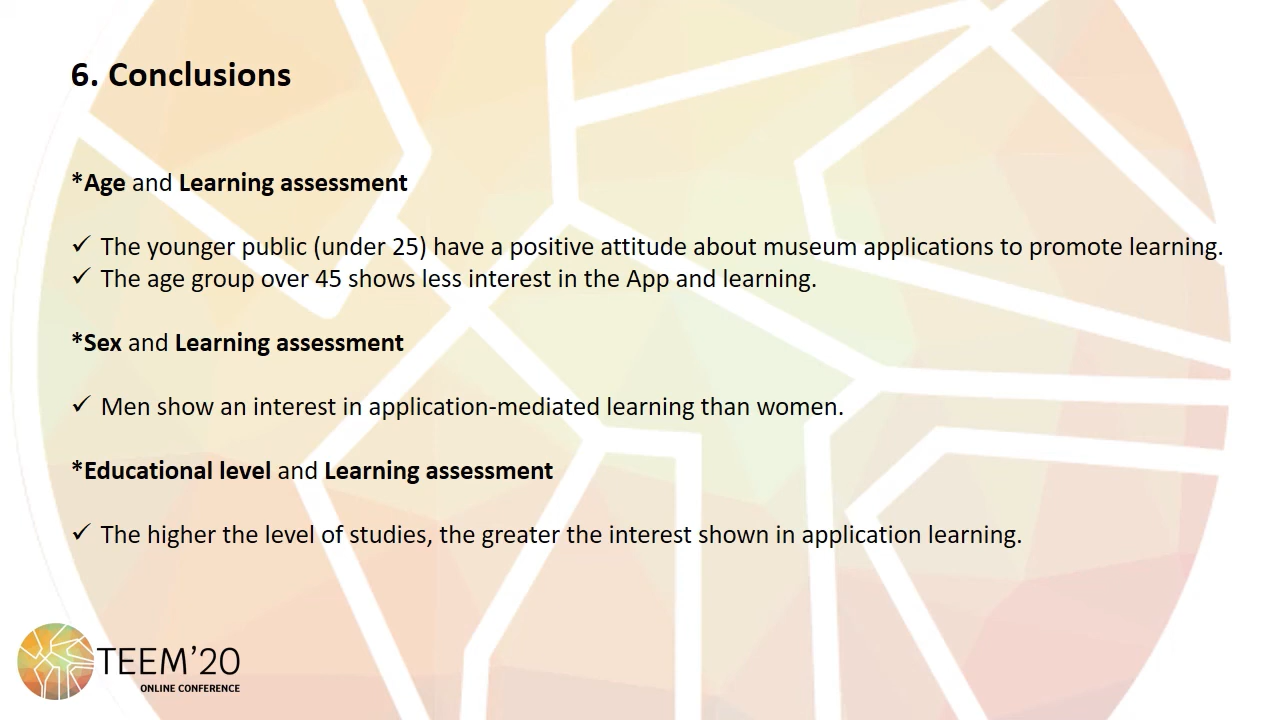 6. Conclusions
*Age and Learning assessment
✓ The younger public (under 25) have a positive attitude about museum applications to promote learning.
✓ The age group over 45 shows less interest in the App and learning.
*Sex and Learning assessment
✓ Men show an interest in application-mediated learning than women.
*Educational level and Learning assessment
✓ The higher the level of studies, the greater the interest shown in application learning.
TEEM’20
ONLINE CONFERENCE